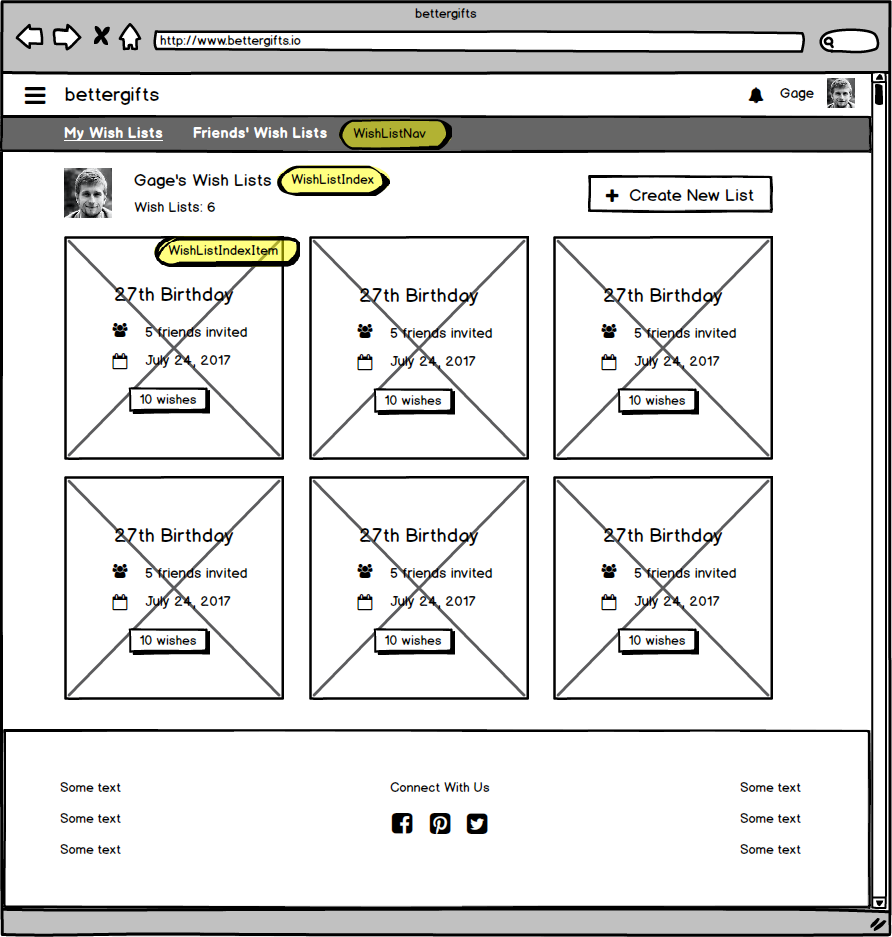 bettergifts
http://www.bettergifts.io
bettergifts
Gage
My Wish Lists Friends' Wish Lists WishListNav
Gage's Wish Lists WishListIndex
Wish Lists: 6
+ Create New List
WishListIndexItem
27th Birthday
5 friends invited
July 24, 2017
10 wishes
27th Birthday
5 friends invited
July 24, 2017
10 wishes
27th Birthday
5 friends invited
July 24, 2017
10 wishes
27th Birthday
5 friends invited
July 24, 2017
10 wishes
27th Birthday
5 friends invited
July 24, 2017
10 wishes
27th Birthday
5 friends invited
July 24, 2017
10 wishes
Some text
Some text
Some text
Connect With Us
Some text
Some text
Some text